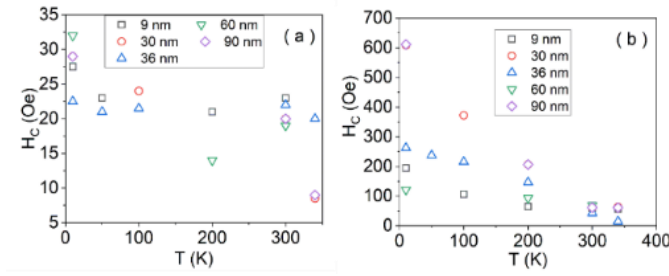 35
30
25
20
15
10
5
H_C (Oe)
9 nm 60 nm
30 nm 90 nm
36 nm
( a )
0 100 200 300
T (K)
700
600
500
400
300
200
100
0
H_C (Oe)
( b )
9 nm
30 nm
36 nm
60 nm
90 nm
0 100 200 300 400
T (K)